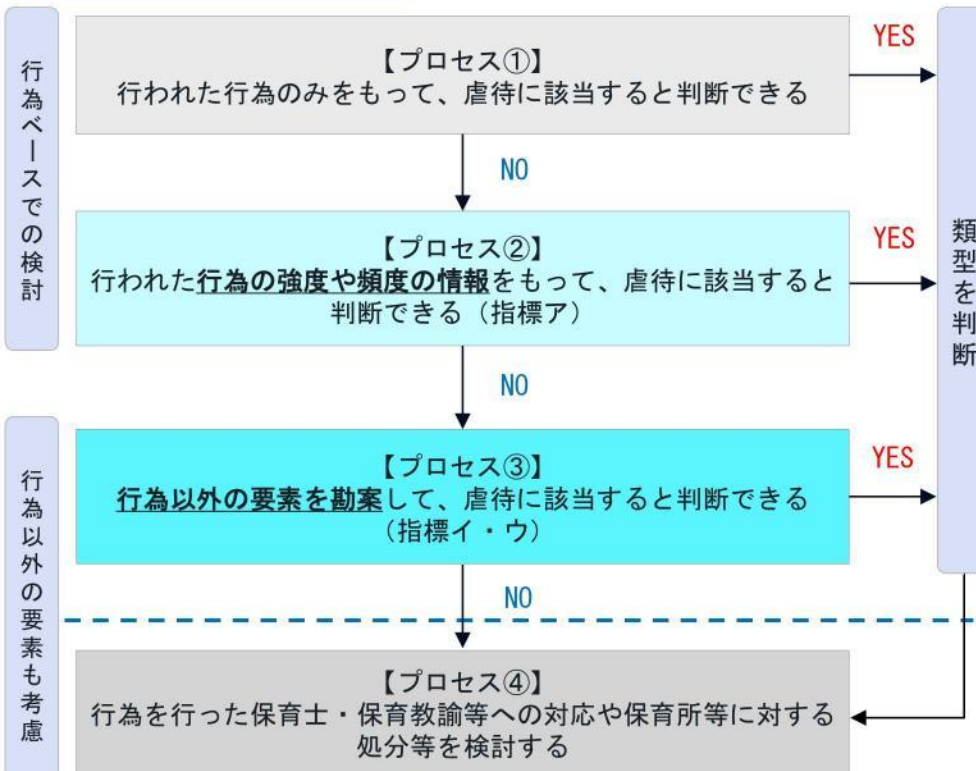 行為ベースでの検討
【プロセス①】
行われた行為のみをもって、虐待に該当すると判断できる
YES
NO
【プロセス②】
行われた行為の強度や頻度の情報をもって、虐待に該当すると
判断できる（指標ア）
YES
類型を判断
NO
行為以外の要素も考慮
【プロセス③】
行為以外の要素を勘案して、虐待に該当すると判断できる
（指標イ・ウ）
YES
NO
【プロセス④】
行為を行った保育士・保育教諭等への対応や保育所等に対する
処分等を検討する